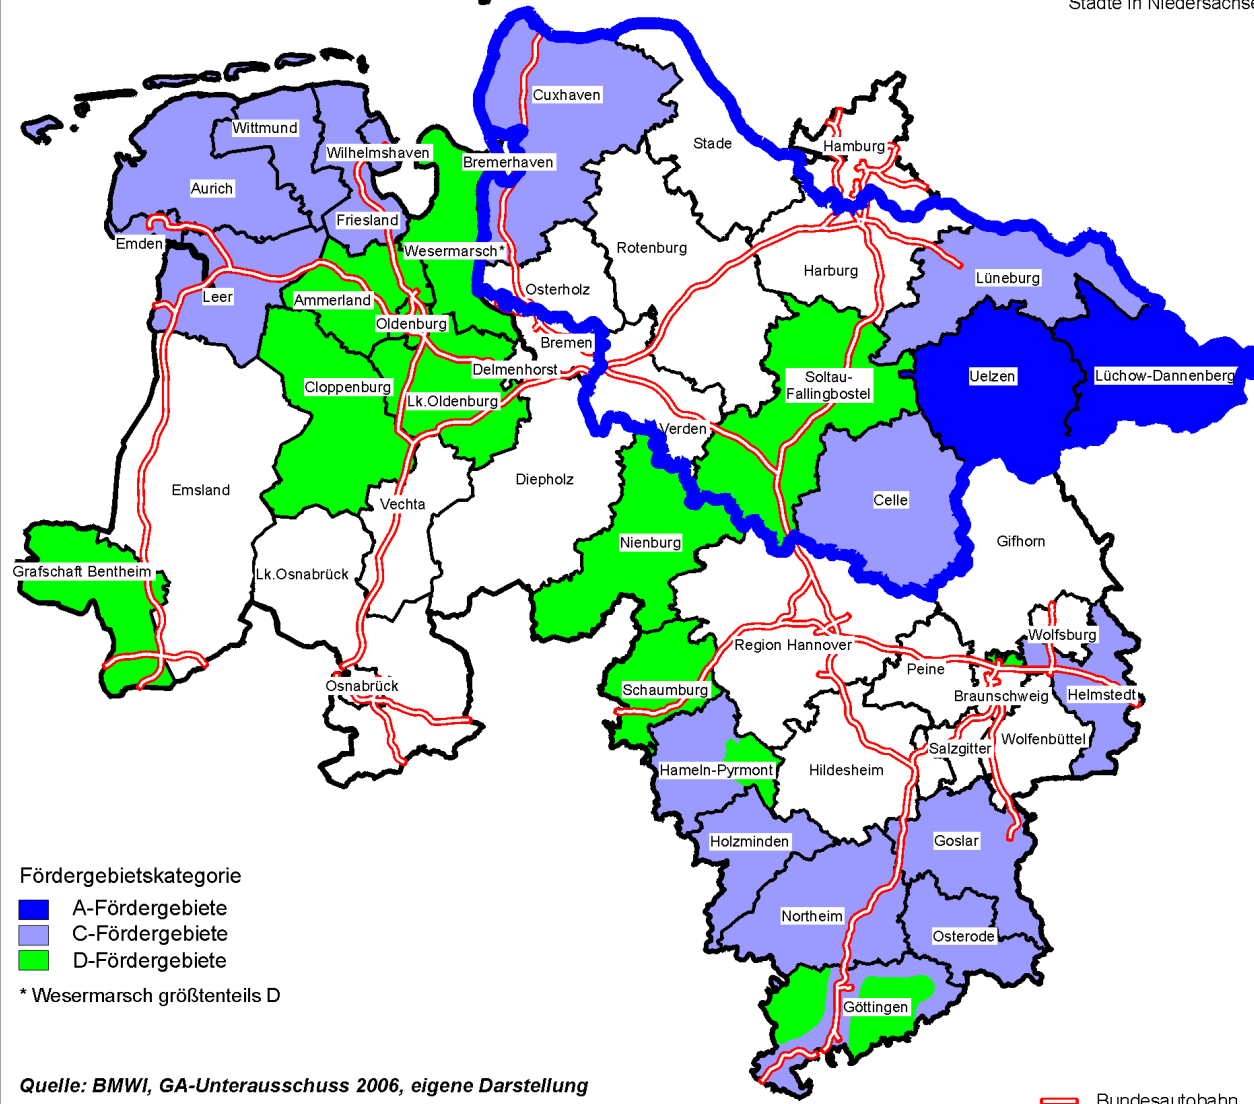 Städte in Niedersachse
Cuxhaven
Stade
Hamburg
Wittmund
Wilhelmshaven
Bremerhaven
Aurich
Friesland
Emden
Wesermarsch*
Rotenburg
Harburg
Lüneburg
Leer
Ammerland
Osterholz
Oldenburg
Bremen
Delmenhorst
Cloppenburg
Lk.Oldenburg
Soltau-
Fallingbostel
Uelzen
Lüchow-Dannenberg
Verden
Emsland
Vechta
Diepholz
Celle
Nienburg
Gifhorn
Grafschaft Bentheim
Lk.Osnabrück
Region Hannover
Wolfsburg
Peine
Osnabrück
Schaumburg
Braunschweig
Helmstedt
Salzgitter
Wolfenbüttel
Hameln-Pyrmont
Hildesheim
Holzminden
Goslar
Northeim
Osterode
Göttingen
Fördergebietskategorie
A-Fördergebiete
C-Fördergebiete
D-Fördergebiete
* Wesermarsch größtenteils D
Quelle: BMWI, GA-Unterausschuss 2006, eigene Darstellung
Bundesautobahn